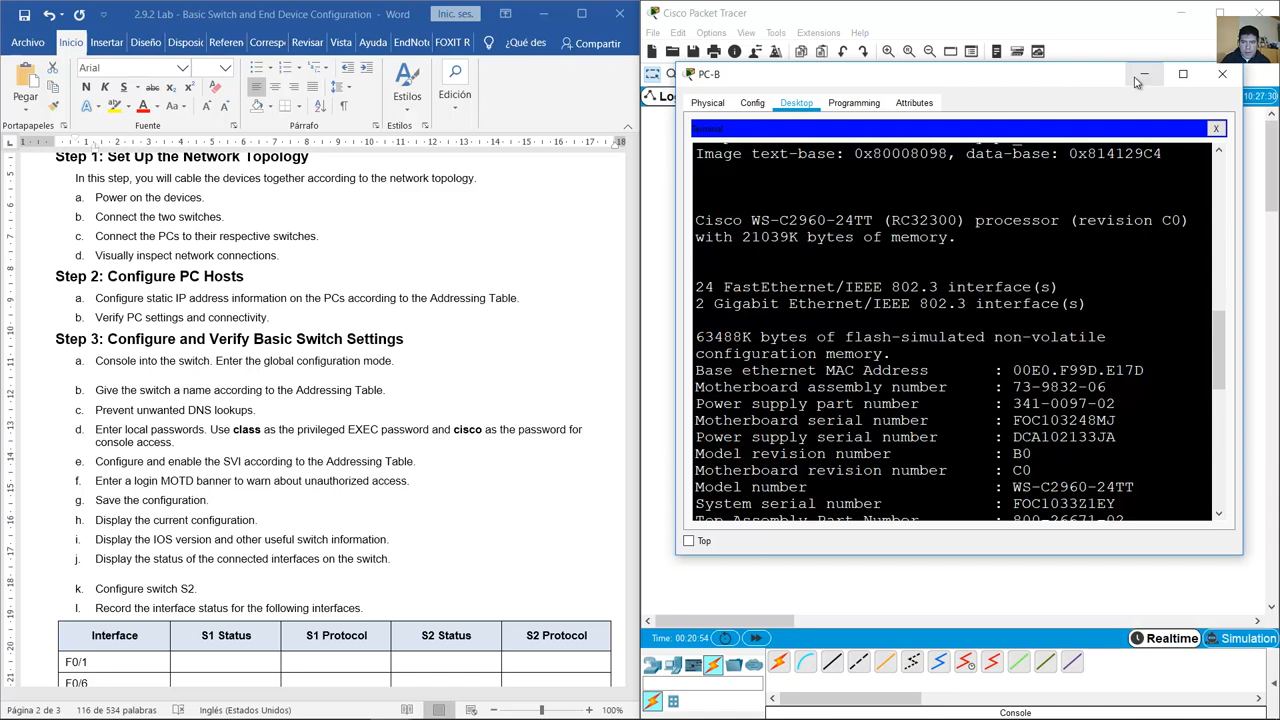 2.9.2 Lab - Basic Switch and End Device Configuration
Inic. ses.
Archivo
Inicio
Insertar
Diseño
Disposic
Referen
Corresp
Revisar
Vista
Ayuda
EndNote
FOXIT R
¿Qué des
Compartir
Pegar
Arial
Estilos
Edición
Portapapeles
Fuente
Párrafo
Estilos
Step 1: Set Up the Network Topology
In this step, you will cable the devices together according to the network topology.
a. Power on the devices.
b. Connect the two switches.
c. Connect the PCs to their respective switches.
d. Visually inspect network connections.
Step 2: Configure PC Hosts
a. Configure static IP address information on the PCs according to the Addressing Table.
b. Verify PC settings and connectivity.
Step 3: Configure and Verify Basic Switch Settings
a. Console into the switch. Enter the global configuration mode.
b. Give the switch a name according to the Addressing Table.
c. Prevent unwanted DNS lookups.
d. Enter local passwords. Use class as the privileged EXEC password and cisco as the password for
console access.
e. Configure and enable the SVI according to the Addressing Table.
f. Enter a login MOTD banner to warn about unauthorized access.
g. Save the configuration.
h. Display the current configuration.
i. Display the IOS version and other useful switch information.
j. Display the status of the connected interfaces on the switch.
k. Configure switch S2.
l. Record the interface status for the following interfaces.
Interface S1 Status S1 Protocol S2 Status S2 Protocol
F0/1
F0/6
Página 2 de 3 116 de 534 palabras Inglés (Estados Unidos) 100%
Cisco Packet Tracer
File Edit Options View Tools Extensions Help
PC-B
10:27:30
Physical Config Desktop Programming Attributes
Terminal
X
Image text-base: 0x80008098, data-base: 0x814129C4
Cisco WS-C2960-24TT (RC32300) processor (revision C0)
with 21039K bytes of memory.
24 FastEthernet/IEEE 802.3 interface(s)
2 Gigabit Ethernet/IEEE 802.3 interface(s)
63488K bytes of flash-simulated non-volatile
configuration memory.
Base ethernet MAC Address : 00E0.F99D.E17D
Motherboard assembly number : 73-9832-06
Power supply part number : 341-0097-02
Motherboard serial number : FOC103248MJ
Power supply serial number : DCA102133JA
Model revision number : B0
Motherboard revision number : C0
Model number : WS-C2960-24TT
System serial number : FOC1033Z1EY
Top Assembly Part Number : 800-26671-02
Top
Time: 00:20:54
Realtime
Simulation
Console